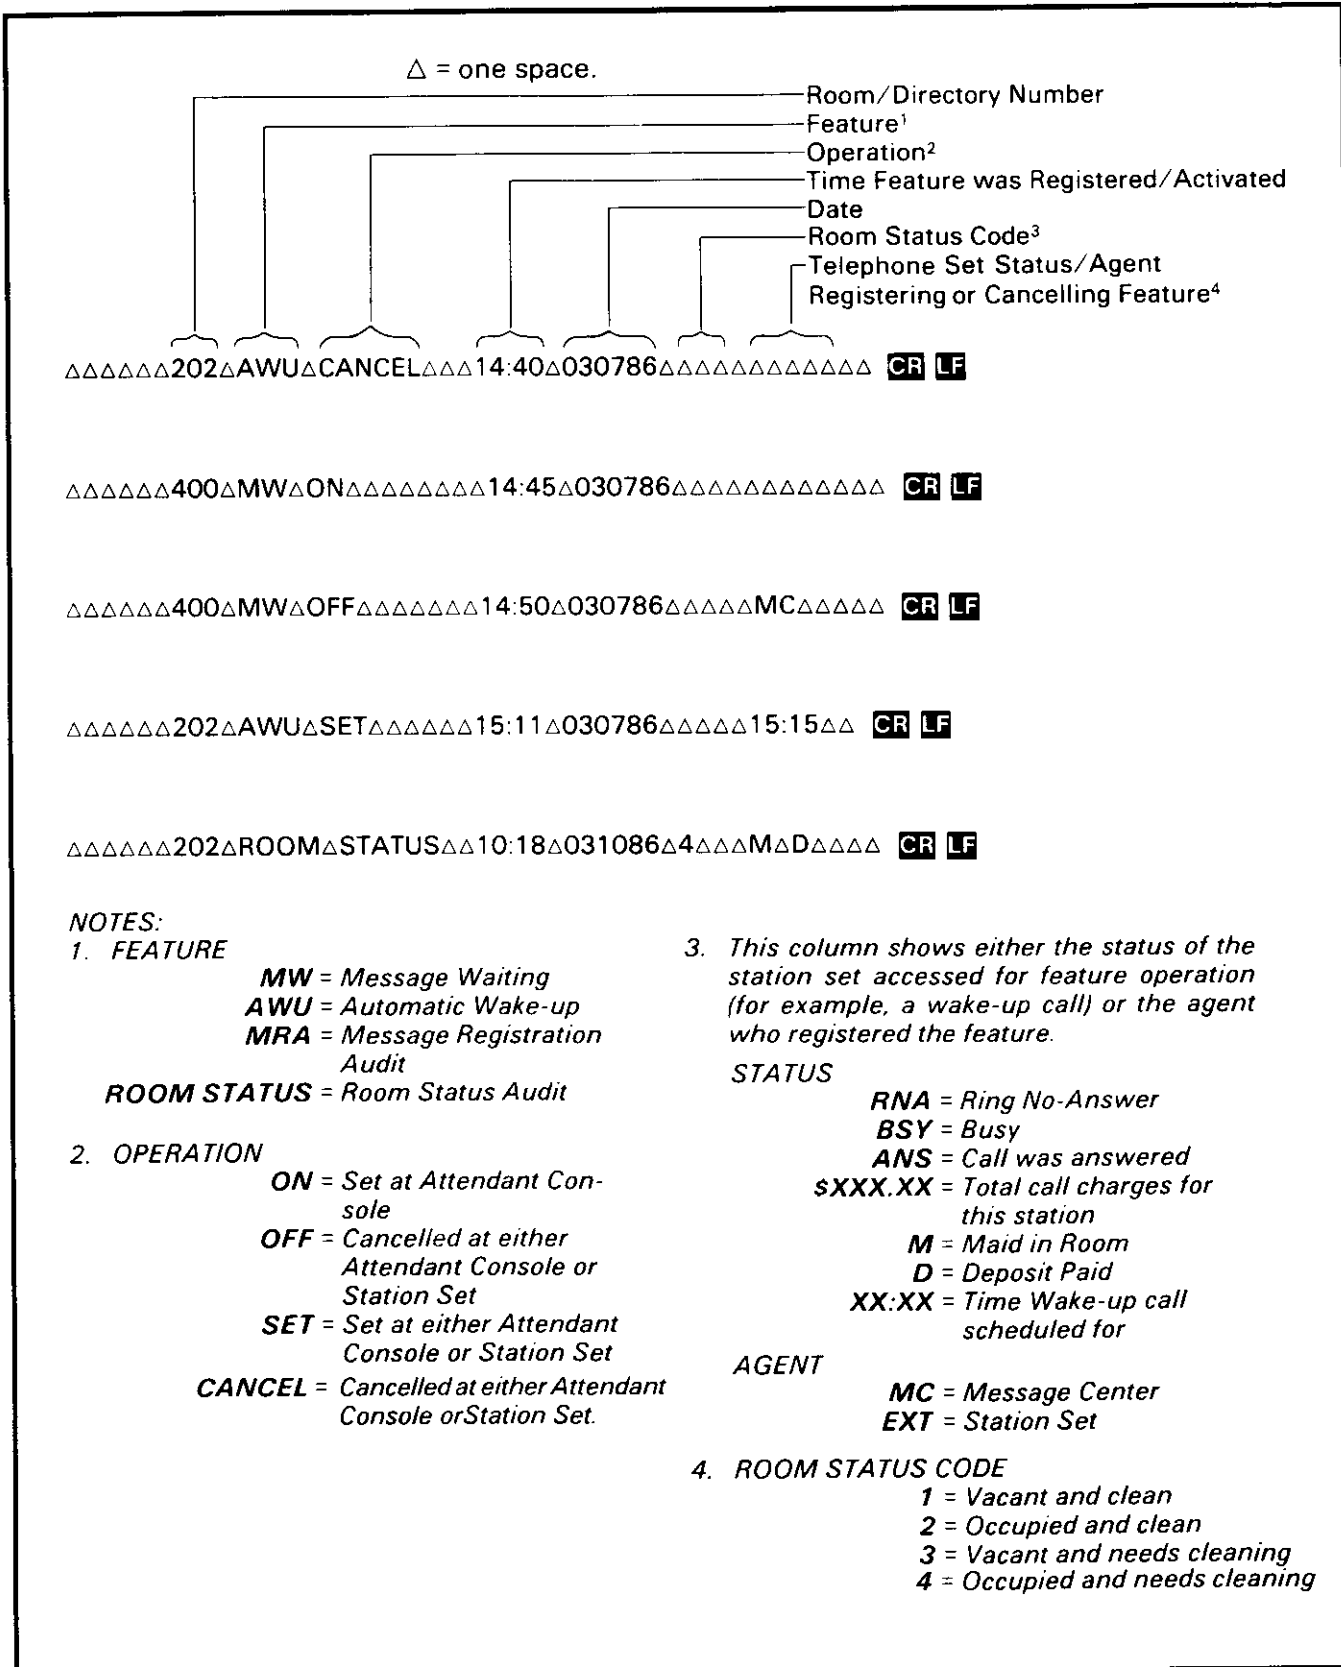 △ = one space.
Room/Directory Number
Feature¹
Operation²
Time Feature was Registered/Activated
Date
Room Status Code³
Telephone Set Status/Agent
Registering or Cancelling Feature⁴
△△△△△△202△AWU△CANCEL△△△14:40△030786△△△△△△△△△△△△ CR LF
△△△△△△400△MW△ON△△△△△△△△14:45△030786△△△△△△△△△△△△ CR LF
△△△△△△400△MW△OFF△△△△△△△14:50△030786△△△△△MC△△△△△ CR LF
△△△△△△202△AWU△SET△△△△△△15:11△030786△△△△△15:15△△ CR LF
△△△△△△202△ROOM△STATUS△△10:18△031086△4△△△M△D△△△△ CR LF
NOTES:
1. FEATURE
MW = Message Waiting
AWU = Automatic Wake-up
MRA = Message Registration
Audit
ROOM STATUS = Room Status Audit
2. OPERATION
ON = Set at Attendant Con-
sole
OFF = Cancelled at either
Attendant Console or
Station Set
SET = Set at either Attendant
Console or Station Set
CANCEL = Cancelled at either Attendant
Console orStation Set.
3. This column shows either the status of the
station set accessed for feature operation
(for example, a wake-up call) or the agent
who registered the feature.
STATUS
RNA = Ring No-Answer
BSY = Busy
ANS = Call was answered
$XXX.XX = Total call charges for
this station
M = Maid in Room
D = Deposit Paid
XX:XX = Time Wake-up call
scheduled for
AGENT
MC = Message Center
EXT = Station Set
4. ROOM STATUS CODE
1 = Vacant and clean
2 = Occupied and clean
3 = Vacant and needs cleaning
4 = Occupied and needs cleaning